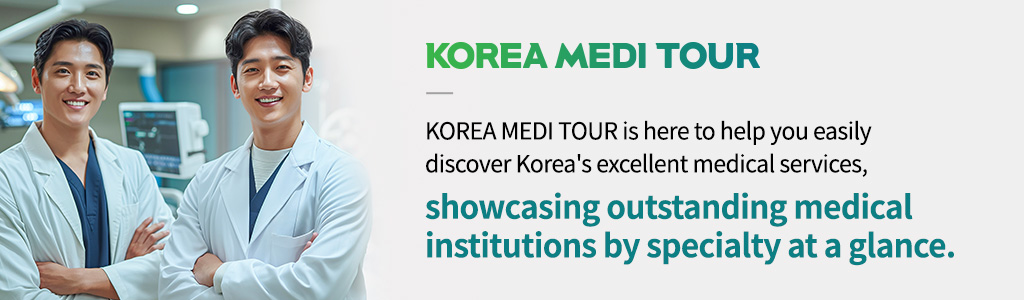 KOREA MEDI TOUR
KOREA MEDI TOUR is here to help you easily
discover Korea's excellent medical services,
showcasing outstanding medical
institutions by specialty at a glance.